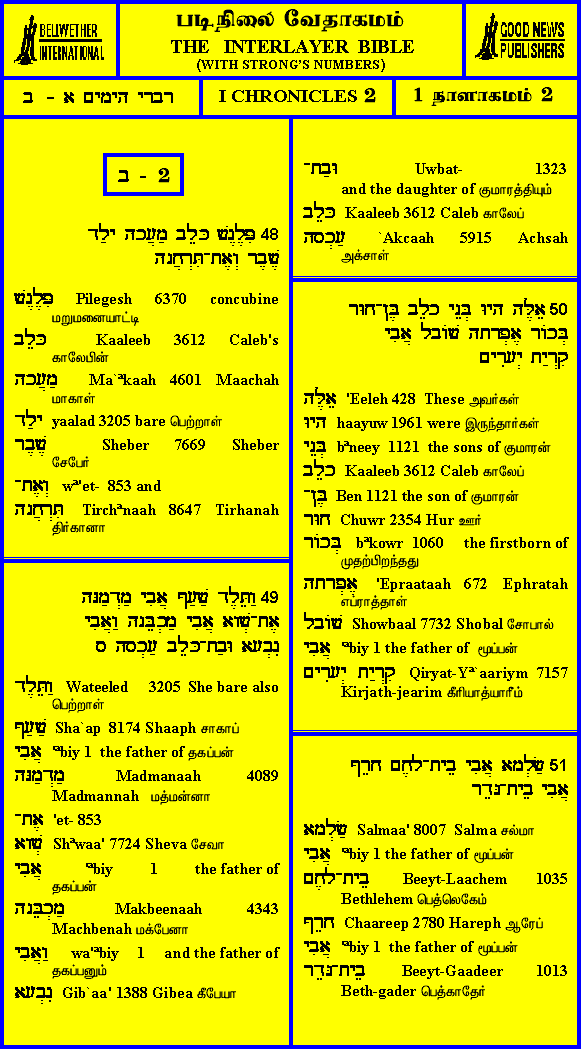 BELLWETHER
INTERNATIONAL
படிநிலை வேதாகமம்
THE INTERLAYER BIBLE
(WITH STRONG'S NUMBERS)
GOOD NEWS
PUBLISHERS
דברי הימים א - ב
I CHRONICLES 2
1 நாளாகமம் 2
ב - 2
48 פִּלֶגֶשׁ כָּלֵב מַעֲכָה יָלַד
שֶׁבֶר וְאֶת־תִּרְחֲנָה
פִּלֶגֶשׁ Pilegesh 6370 concubine
மறுமனையாட்டி
כָּלֵב Kaaleeb 3612 Caleb's
காலேபின்
מַעֲכָה Ma`ªkaah 4601 Maachah
மாகாள்
יָלַד yaalad 3205 bare பெற்றாள்
שֶׁבֶר Sheber 7669 Sheber
சேபேர்
וְאֶת־ wª'et- 853 and
תִּרְחֲנָה Tirchªnaah 8647 Tirhanah
திர்கானா
49 וַתֵּלֶד שַׁעַף אֲבִי מַדְמַנָּה
אֶת־שְׁוָא אֲבִי מַכְבֵּנָה וַאֲבִי
גִבְעָא וּבַת־כָּלֵב עַכְסָה ס
וַתֵּלֶד Wateeled 3205 She bare also
பெற்றாள்
שַׁעַף Sha`ap 8174 Shaaph சாகாப்
אֲבִי ªbiy 1 the father of தகப்பன்
מַדְמַנָּה Madmanaah 4089
Madmannah மத்மன்னா
אֶת־ 'et- 853
שְׁוָא Shªwaa' 7724 Sheva சேவா
אֲבִי ªbiy 1 the father of
தகப்பன்
מַכְבֵּנָה Makbeenaah 4343
Machbenah மக்பேனா
וַאֲבִי wa'ªbiy 1 and the father of
தகப்பனும்
גִבְעָא Gib`aa' 1388 Gibea கீபேயா
וּבַת־ Uwbat- 1323
and the daughter of குமாரத்தியும்
כָּלֵב Kaaleeb 3612 Caleb காலேப்
עַכְסָה `Akcaah 5915 Achsah
அக்சாள்
50 אֵלֶּה הָיוּ בְּנֵי כָלֵב בֶּן־חוּר
בְּכוֹר אֶפְרָתָה שׁוֹבָל אֲבִי
קִרְיַת יְעָרִים
אֵלֶּה 'Eeleh 428 These அவர்கள்
הָיוּ haayuw 1961 were இருந்தார்கள்
בְּנֵי bªneey 1121 the sons of குமாரன்
כָלֵב Kaaleeb 3612 Caleb காலேப்
בֶּן־ Ben 1121 the son of குமாரன்
חוּר Chuwr 2354 Hur ஊர்
בְּכוֹר bªkowr 1060 the firstborn of
முதற்பிறந்தது
אֶפְרָתָה 'Epraataah 672 Ephratah
எப்ராத்தாள்
שׁוֹבָל Showbaal 7732 Shobal சோபால்
אֲבִי ªbiy 1 the father of மூப்பன்
קִרְיַת יְעָרִים Qiryat-Yª`aariym 7157
Kirjath-jearim கீரியாத்யாரீம்
51 שַׂלְמָא אֲבִי בֵית־לָחֶם חָרֵף
אֲבִי בֵית־גָּדֵר
שַׂלְמָא Salmaa' 8007 Salma சல்மா
אֲבִי ªbiy 1 the father of மூப்பன்
בֵית־לָחֶם Beeyt-Laachem 1035
Bethlehem பெத்லெகேம்
חָרֵף Chaareep 2780 Hareph ஆரேப்
אֲבִי ªbiy 1 the father of மூப்பன்
בֵית־גָּדֵר Beeyt-Gaadeer 1013
Beth-gader பெத்காதேர்